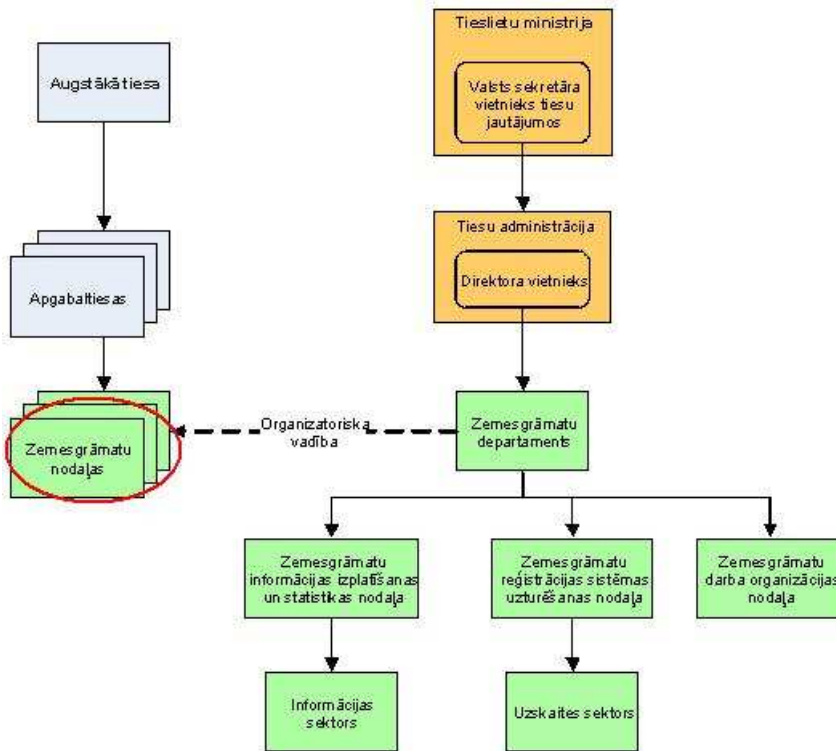 Tieslietu ministrija
Valsts sekretāra
vietnieks tiesu
jautājumos
Augstākā tiesa
Tiesu administrācija
Direktora vietnieks
Apgabaltiesas
Organizatoriska
vadība
Zemesgrāmatu
departaments
Zemesgrāmatu
nodaļas
Zemesgrāmatu
informācijas izplatīšanas
un statistikas nodaļa
Zemesgrāmatu
reģistrācijas sistēmas
uzturēšanas nodaļa
Zemesgrāmatu
darba organizācijas
nodaļa
Informācijas
sektors
Uzskaites sektors